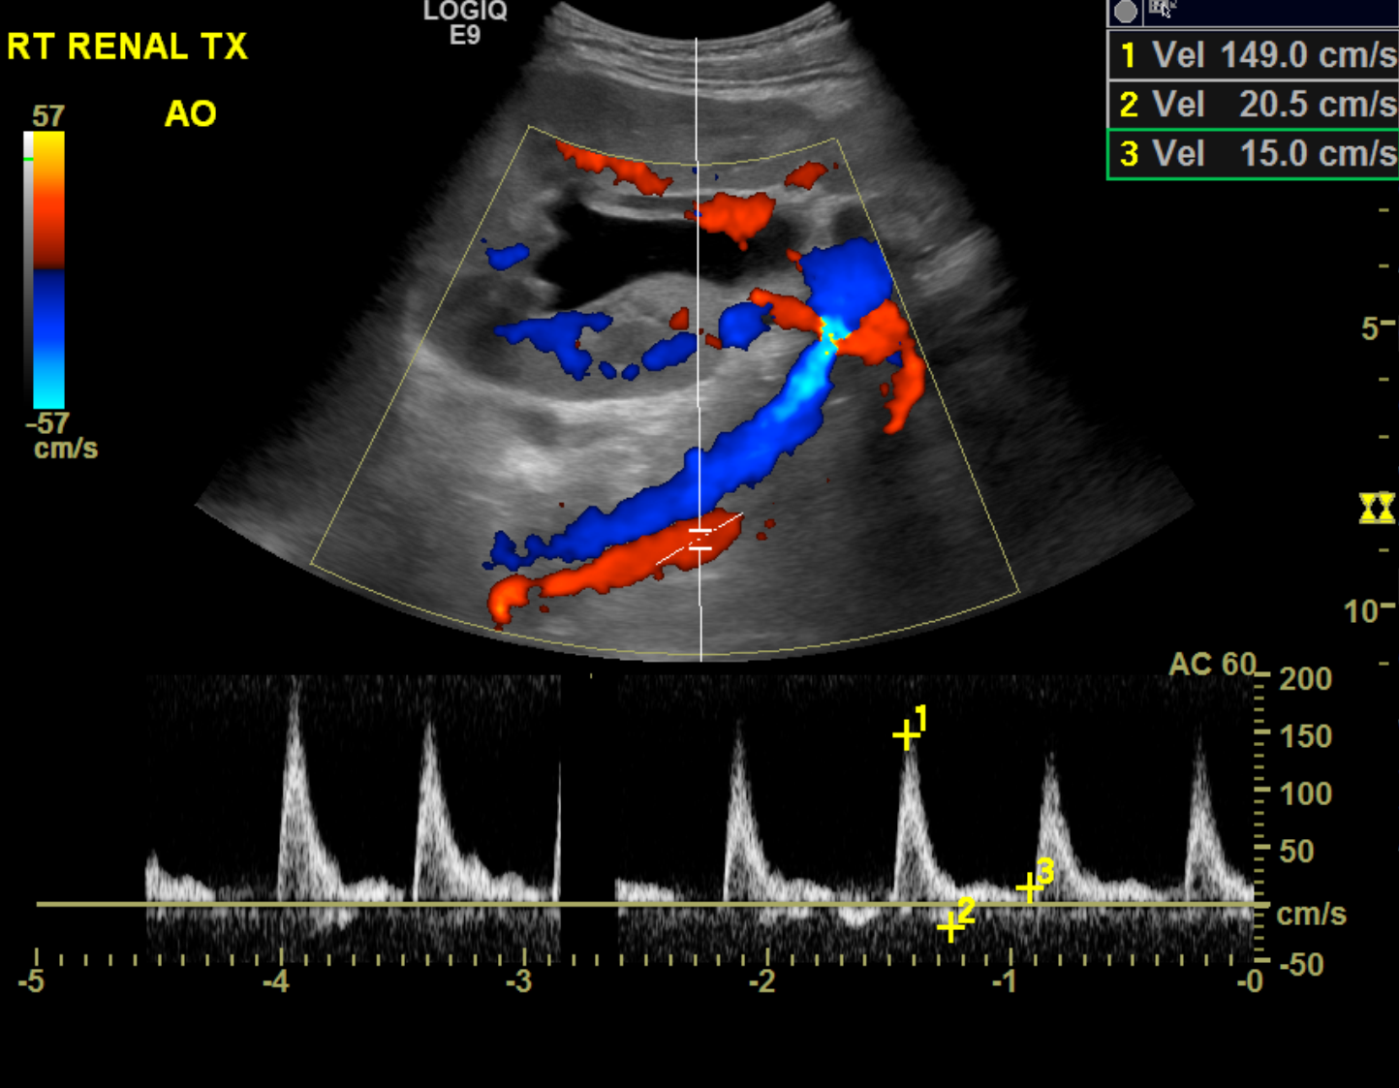 LOGIQ
E9
RT RENAL TX
AO
1 Vel 149.0 cm/s
2 Vel 20.5 cm/s
3 Vel 15.0 cm/s
57
-57
cm/s
5
10
AC 60
200
150
100
50
cm/s
-50
1
2
3
-5 -4 -3 -2 -1 -0